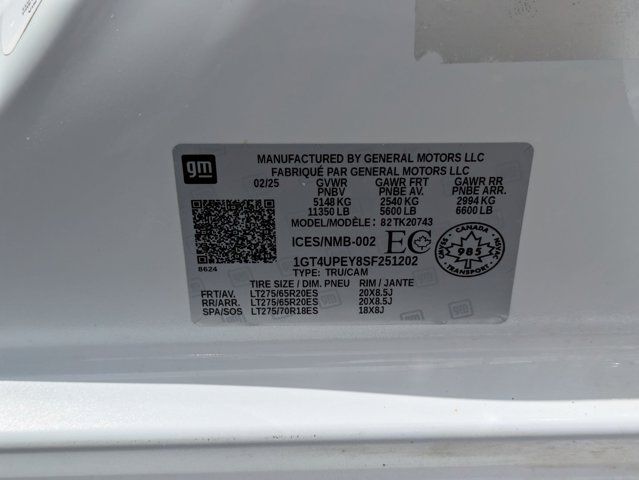 gm
MANUFACTURED BY GENERAL MOTORS LLC
FABRIQUÉ PAR GENERAL MOTORS LLC
02/25 GVWR GAWR FRT GAWR RR
PNBV PNBE AV. PNBE ARR.
5148 KG 2540 KG 2994 KG
11350 LB 5600 LB 6600 LB
MODEL/MODÈLE: 82TK20743
ICES/NMB-002 EC
CANADA
985
8624
1GT4UPEY8SF251202
TYPE: TRU/CAM
TIRE SIZE / DIM. PNEU RIM / JANTE
FRT/AV. LT275/65R20ES 20X8.5J
RR/ARR. LT275/65R20ES 20X8.5J
SPA/SOS LT275/70R18ES 18X8J